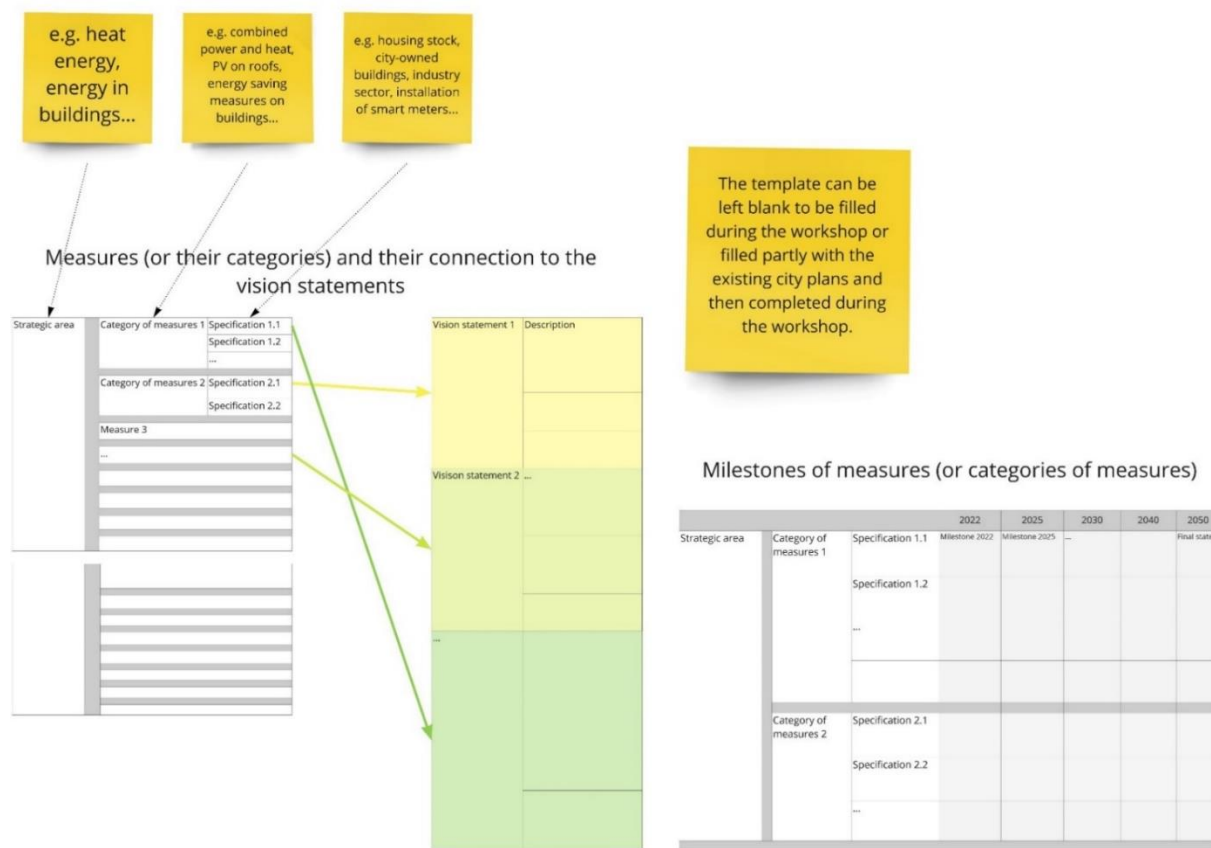 e.g. heat
energy,
energy in
buildings...
e.g. combined
power and heat,
PV on roofs,
energy saving
measures on
buildings...
e.g. housing stock,
city-owned
buildings, industry
sector, installation
of smart meters...
The template can be
left blank to be filled
during the workshop or
filled partly with the
existing city plans and
then completed during
the workshop.
Measures (or their categories) and their connection to the
vision statements
Strategic area
Category of measures 1
Specification 1.1
Specification 1.2
...
Category of measures 2
Specification 2.1
Specification 2.2
Measure 3
...
Vision statement 1
Description
Visison statement 2
...
...
Milestones of measures (or categories of measures)
2022
2025
2030
2040
2050
Strategic area
Category of
measures 1
Specification 1.1
Milestone 2022
Milestone 2025
...
Final state
Specification 1.2
...
Category of
measures 2
Specification 2.1
Specification 2.2
...